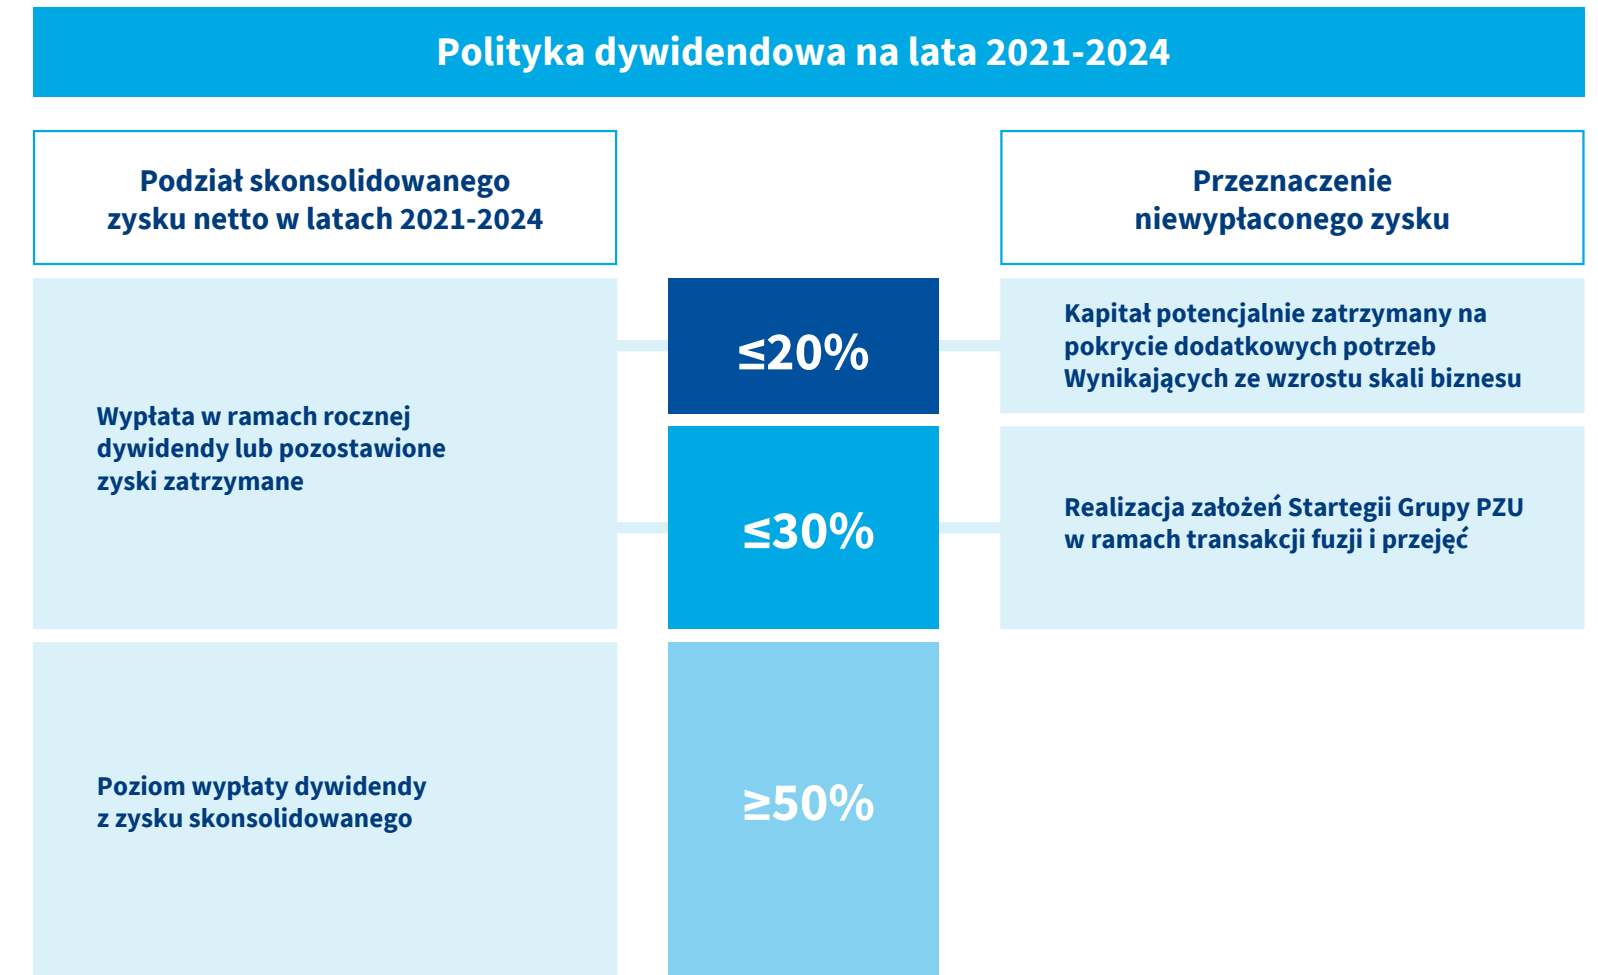 Polityka dywidendowa na lata 2021-2024
Podział skonsolidowanego
zysku netto w latach 2021-2024
Przeznaczenie
niewypłaconego zysku
Wypłata w ramach rocznej
dywidendy lub pozostawione
zyski zatrzymane
≤20%
Kapitał potencjalnie zatrzymany na
pokrycie dodatkowych potrzeb
Wynikających ze wzrostu skali biznesu
≤30%
Realizacja założeń Startegii Grupy PZU
w ramach transakcji fuzji i przejęć
Poziom wypłaty dywidendy
z zysku skonsolidowanego
≥50%